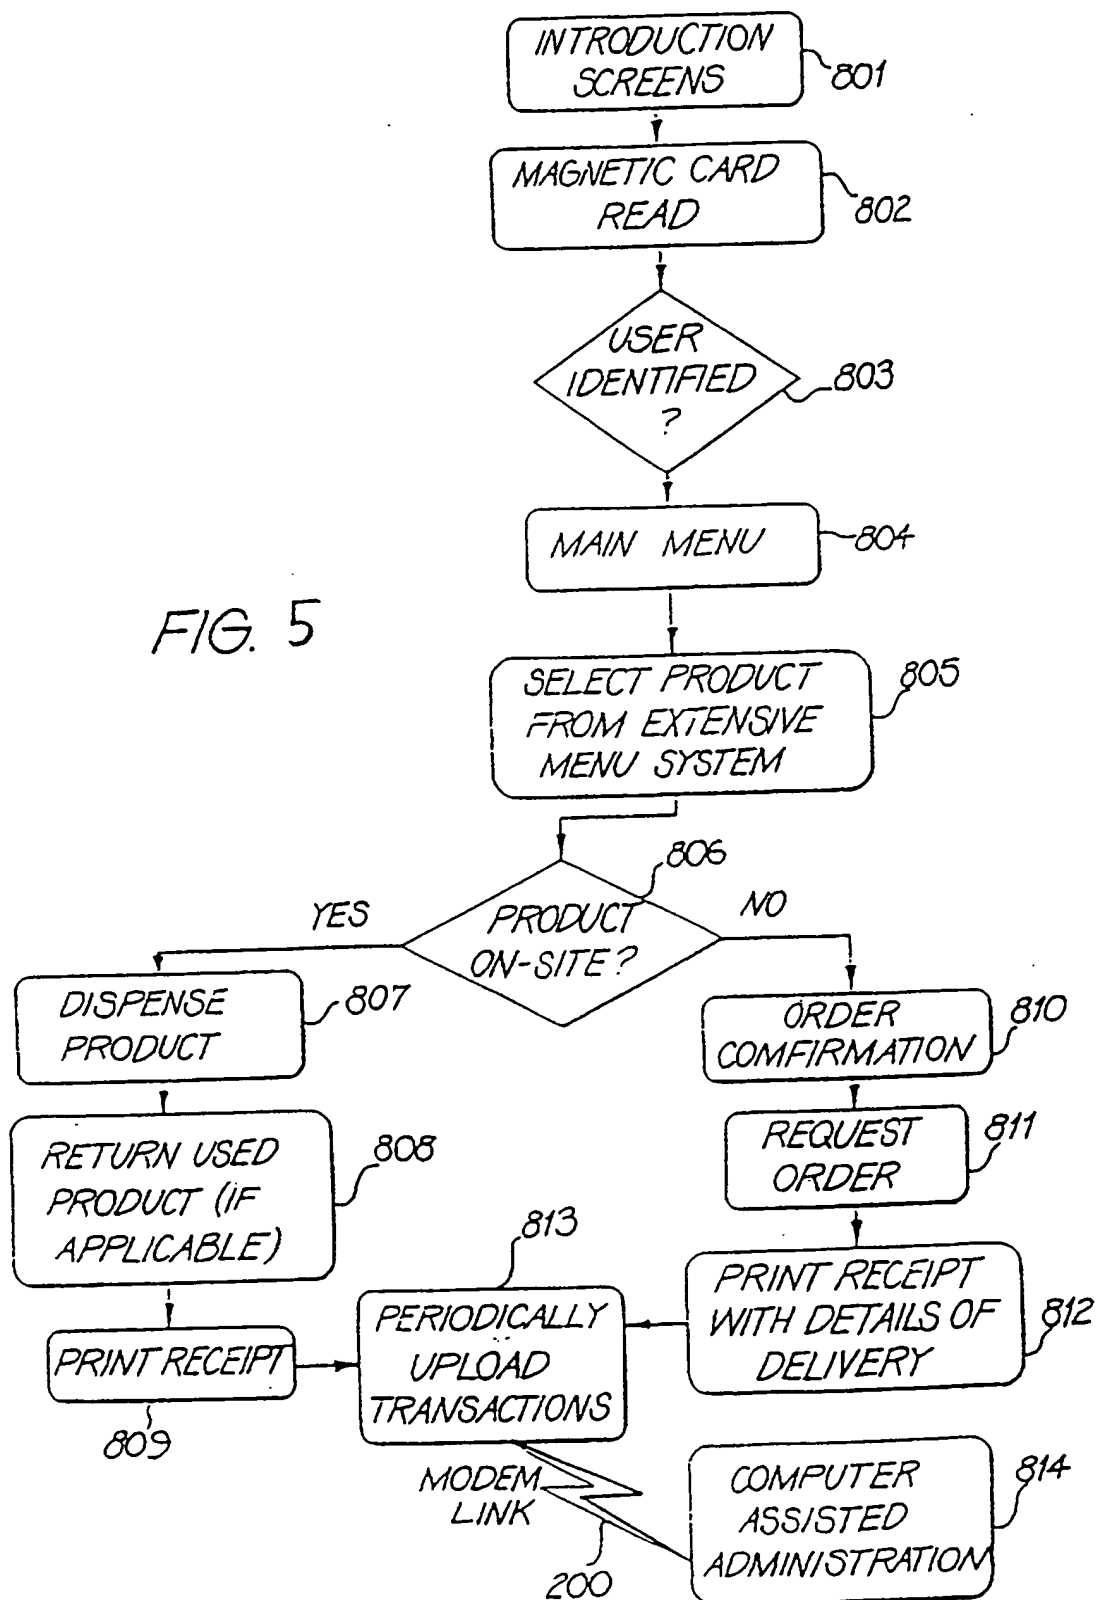 INTRODUCTION
SCREENS
801
MAGNETIC CARD
READ
802
USER
IDENTIFIED
?
803
MAIN MENU
804
FIG. 5
SELECT PRODUCT
FROM EXTENSIVE
MENU SYSTEM
805
806
YES
PRODUCT
ON-SITE?
NO
DISPENSE
PRODUCT
807
ORDER
COMFIRMATION
810
RETURN USED
PRODUCT (IF
APPLICABLE)
808
REQUEST
ORDER
811
813
PRINT RECEIPT
809
PERIODICALLY
UPLOAD
TRANSACTIONS
PRINT RECEIPT
WITH DETAILS OF
DELIVERY
812
MODEM
LINK
200
COMPUTER
ASSISTED
ADMINISTRATION
814